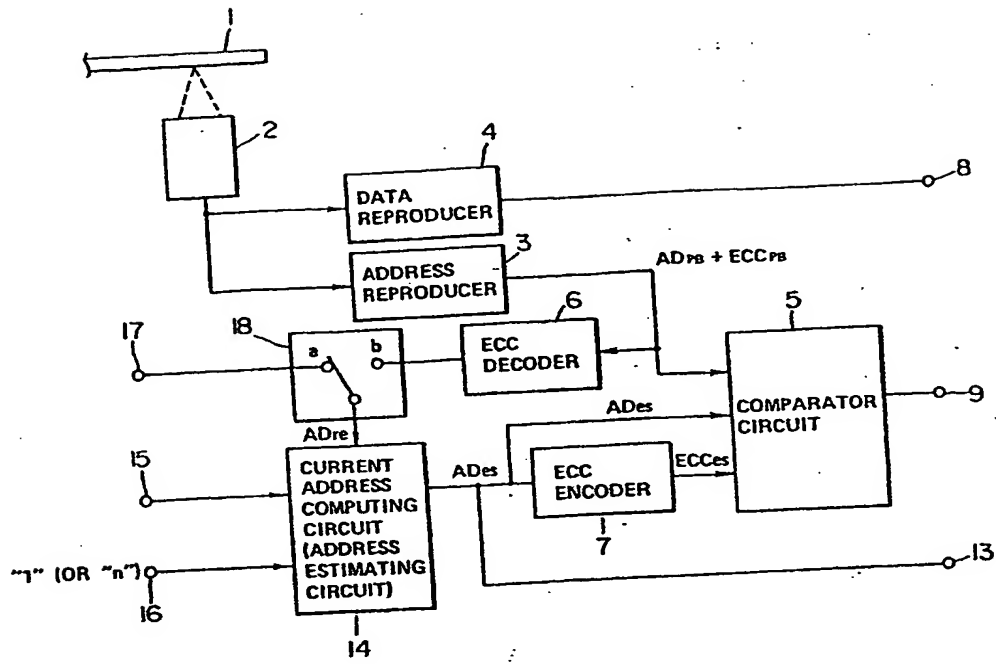 1
2
4
DATA
REPRODUCER
8
3
ADDRESS
REPRODUCER
ADPB + ECCPB
6
5
17
18
a
b
ECC
DECODER
COMPARATOR
CIRCUIT
9
ADre
ADes
15
CURRENT
ADDRESS
COMPUTING
CIRCUIT
(ADDRESS
ESTIMATING
CIRCUIT)
ADes
ECC
ENCODER
ECCes
7
13
"1" (OR "n")
16
14